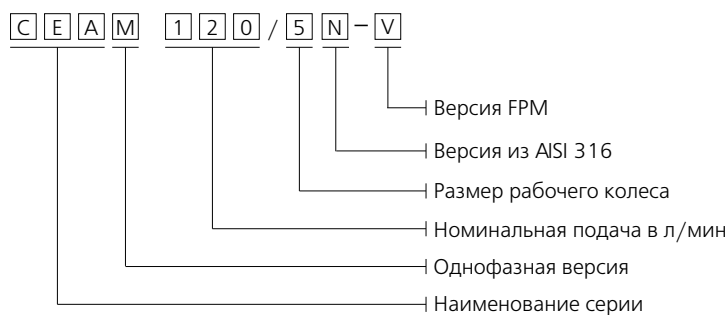 CEAM 120/5N-V
Версия FPM
Версия из AISI 316
Размер рабочего колеса
Номинальная подача в л/мин
Однофазная версия
Наименование серии